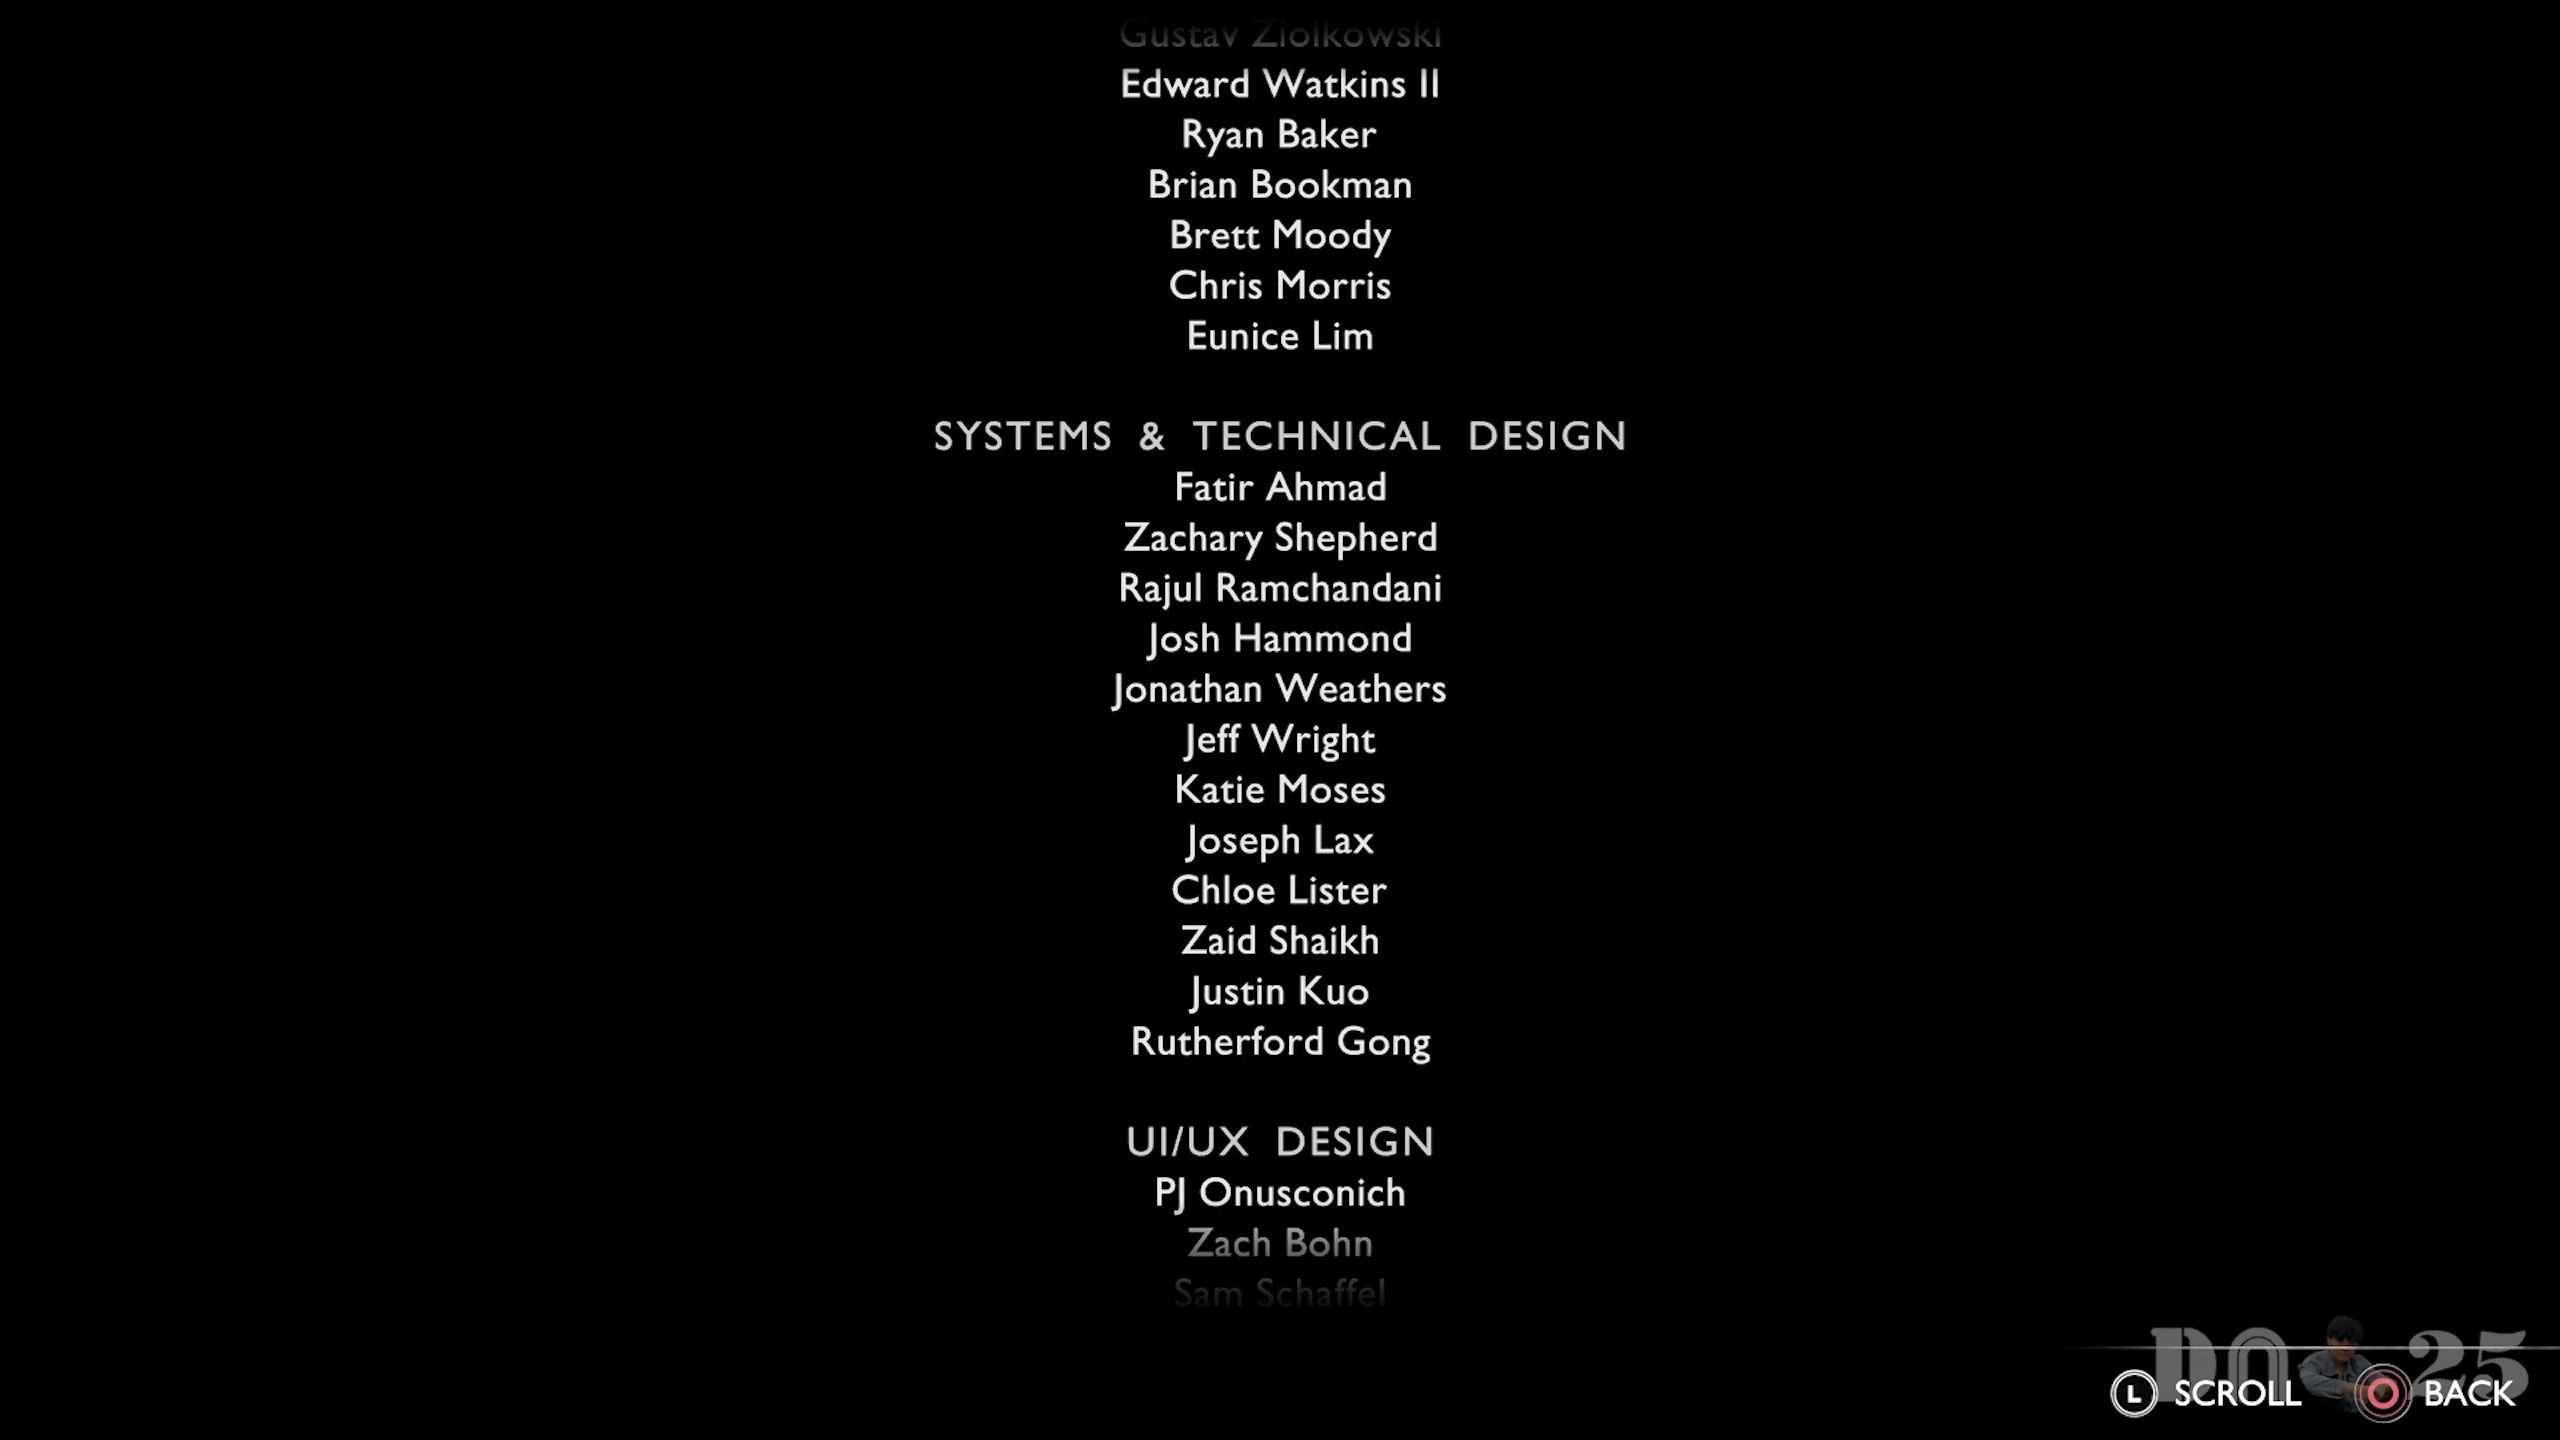 Gustav Ziolkowski
Edward Watkins II
Ryan Baker
Brian Bookman
Brett Moody
Chris Morris
Eunice Lim
SYSTEMS & TECHNICAL DESIGN
Fatir Ahmad
Zachary Shepherd
Rajul Ramchandani
Josh Hammond
Jonathan Weathers
Jeff Wright
Katie Moses
Joseph Lax
Chloe Lister
Zaid Shaikh
Justin Kuo
Rutherford Gong
UI/UX DESIGN
PJ Onusconich
Zach Bohn
Sam Schaffel
25
L SCROLL BACK